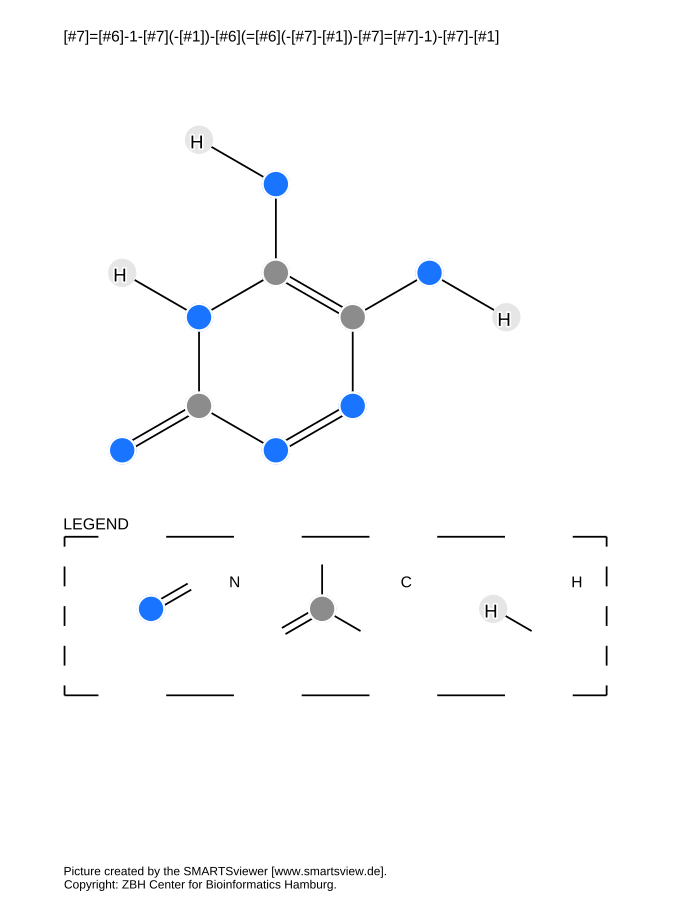 [#7]=[#6]-1-[#7](-[#1])-[#6](=[#6](-[#7]-[#1])-[#7]=[#7]-1)-[#7]-[#1]
H
H
H
LEGEND
N
C
H
H
Picture created by the SMARTSviewer [www.smartsview.de].
Copyright: ZBH Center for Bioinformatics Hamburg.